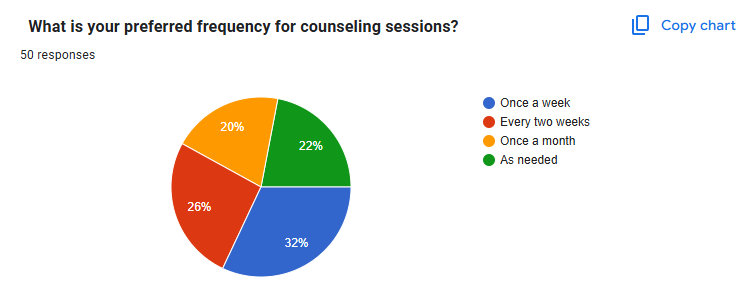 What is your preferred frequency for counseling sessions?
Copy chart
50 responses
Once a week
Every two weeks
Once a month
As needed
20%
22%
26%
32%